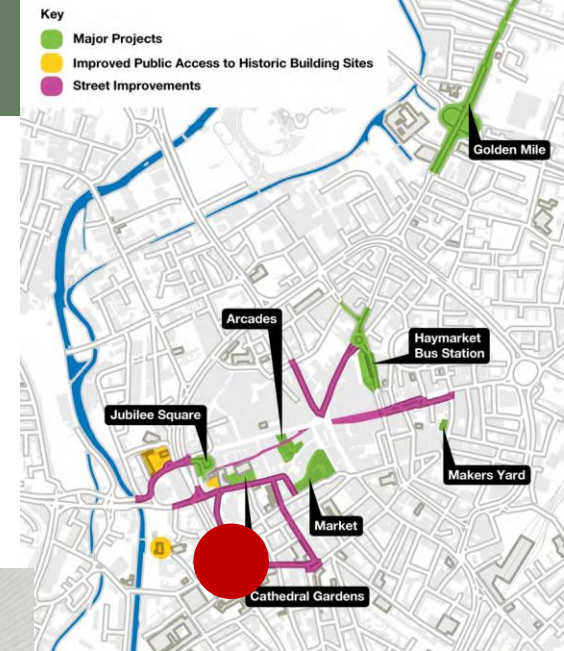 Key
Major Projects
Improved Public Access to Historic Building Sites
Street Improvements
Golden Mile
Arcades
Haymarket
Bus Station
Jubilee Square
Makers Yard
Market
Cathedral Gardens